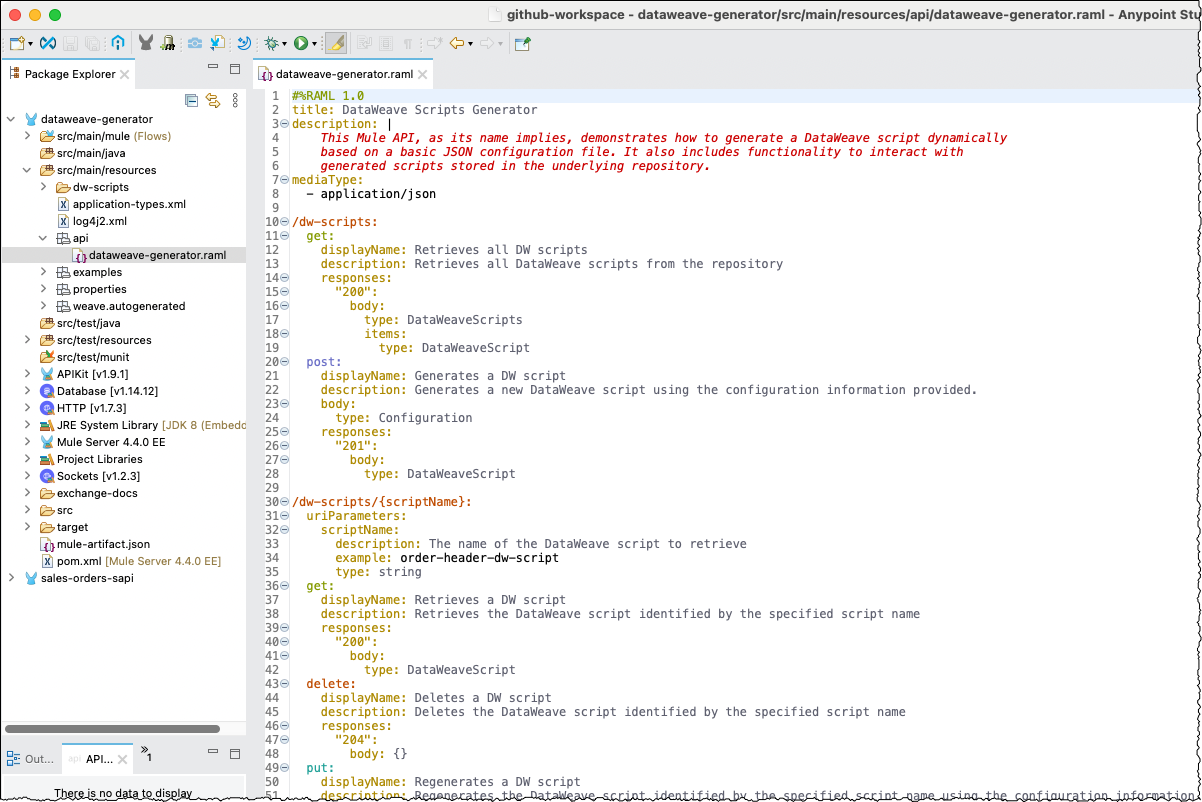 github-workspace - dataweave-generator/src/main/resources/api/dataweave-generator.raml - Anypoint Stu
Package Explorer
dataweave-generator
src/main/mule (Flows)
src/main/java
src/main/resources
dw-scripts
application-types.xml
log4j2.xml
api
dataweave-generator.raml
examples
properties
weave.autogenerated
src/test/java
src/test/resources
src/test/munit
APIKit [v1.9.1]
Database [v1.14.12]
HTTP [v1.7.3]
JRE System Library [JDK 8 (Embedd
Mule Server 4.4.0 EE
Project Libraries
Sockets [v1.2.3]
exchange-docs
src
target
mule-artifact.json
pom.xml [Mule Server 4.4.0 EE]
sales-orders-sapi
Out...
api API...
»1
There is no data to display
dataweave-generator.raml
1 #%RAML 1.0
2 title: DataWeave Scripts Generator
3 description: |
4 This Mule API, as its name implies, demonstrates how to generate a DataWeave script dynamically
5 based on a basic JSON configuration file. It also includes functionality to interact with
6 generated scripts stored in the underlying repository.
7 mediaType:
8 - application/json
9
10 /dw-scripts:
11 get:
12 displayName: Retrieves all DW scripts
13 description: Retrieves all DataWeave scripts from the repository
14 responses:
15 "200":
16 body:
17 type: DataWeaveScripts
18 items:
19 type: DataWeaveScript
20 post:
21 displayName: Generates a DW script
22 description: Generates a new DataWeave script using the configuration information provided.
23 body:
24 type: Configuration
25 responses:
26 "201":
27 body:
28 type: DataWeaveScript
29
30 /dw-scripts/{scriptName}:
31 uriParameters:
32 scriptName:
33 description: The name of the DataWeave script to retrieve
34 example: order-header-dw-script
35 type: string
36 get:
37 displayName: Retrieves a DW script
38 description: Retrieves the DataWeave script identified by the specified script name
39 responses:
40 "200":
41 body:
42 type: DataWeaveScript
43 delete:
44 displayName: Deletes a DW script
45 description: Deletes the DataWeave script identified by the specified script name
46 responses:
47 "204":
48 body: {}
49 put:
50 displayName: Regenerates a DW script
51 description: Regenerates the DataWeave script identified by the specified script name using the configuration information